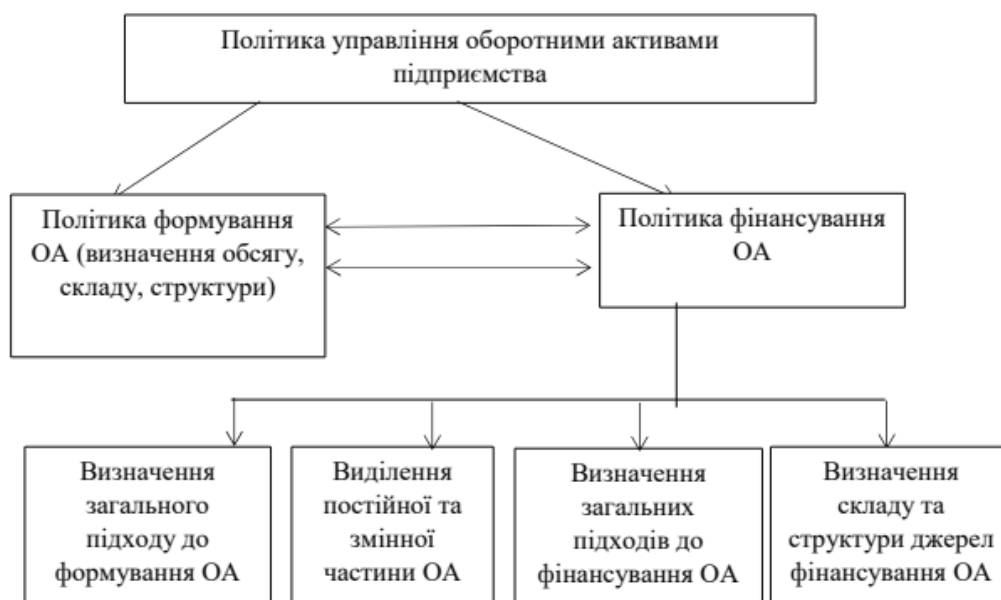 Політика управління оборотними активами
підприємства
Політика формування
ОА (визначення обсягу,
складу, структури)
Політика фінансування
ОА
Визначення
загального
підходу до
формування ОА
Виділення
постійної та
змінної
частини ОА
Визначення
загальних
підходів до
фінансування ОА
Визначення
складу та
структури джерел
фінансування ОА